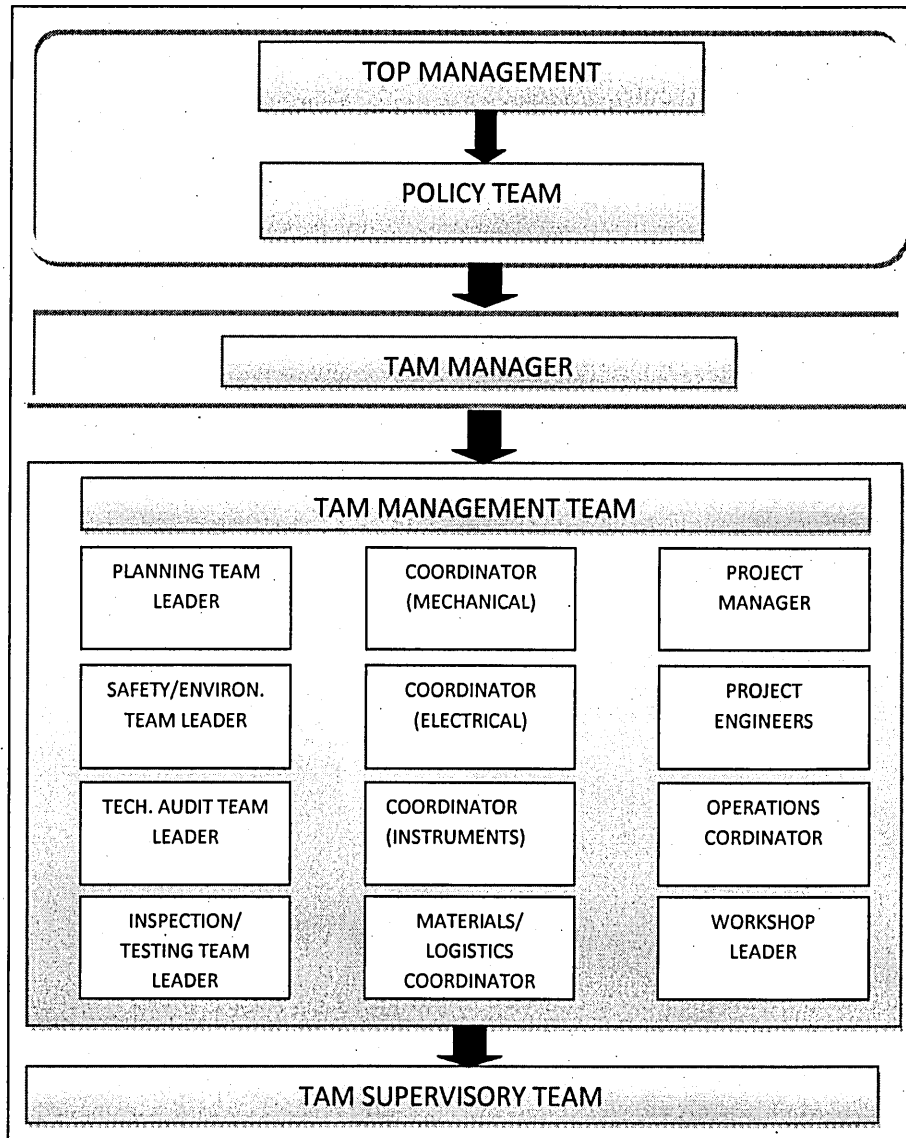 TOP MANAGEMENT
POLICY TEAM
TAM MANAGER
TAM MANAGEMENT TEAM
PLANNING TEAM
LEADER
COORDINATOR
(MECHANICAL)
PROJECT
MANAGER
SAFETY/ENVIRON.
TEAM LEADER
COORDINATOR
(ELECTRICAL)
PROJECT
ENGINEERS
TECH. AUDIT TEAM
LEADER
COORDINATOR
(INSTRUMENTS)
OPERATIONS
CORDINATOR
INSPECTION/
TESTING TEAM
LEADER
MATERIALS/
LOGISTICS
COORDINATOR
WORKSHOP
LEADER
TAM SUPERVISORY TEAM